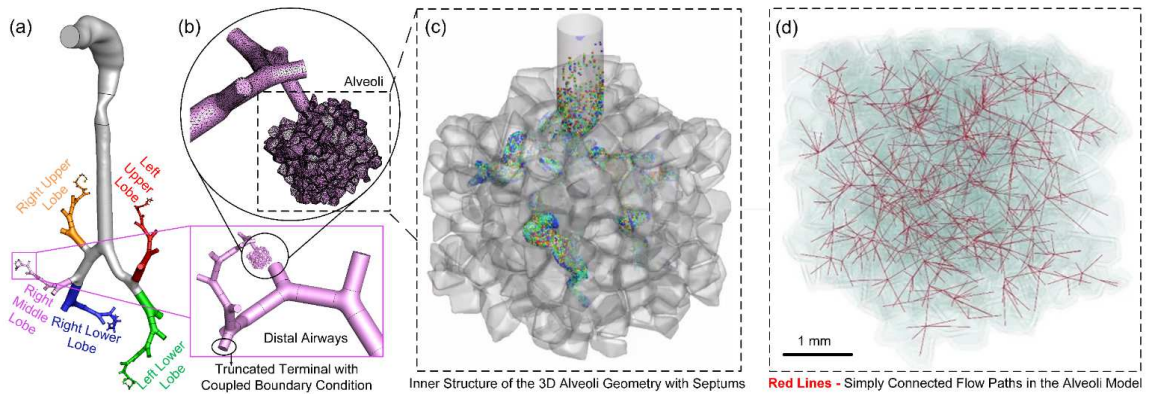 (a)
Right Upper
Lobe
Left
Upper
Lobe
Right
Middle
Lobe
Right Lower
Lobe
Left Lower
Lobe
(b)
Alveoli
Distal Airways
Truncated Terminal with
Coupled Boundary Condition
(c)
Inner Structure of the 3D Alveoli Geometry with Septums
(d)
1 mm
Red Lines - Simply Connected Flow Paths in the Alveoli Model